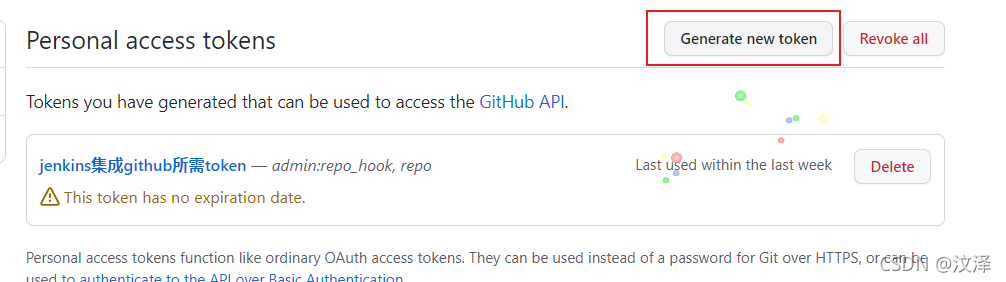 Personal access tokens
Generate new token
Revoke all
Tokens you have generated that can be used to access the GitHub API.
jenkins集成github所需token — admin:repo_hook, repo
Last used within the last week
Delete
This token has no expiration date.
Personal access tokens function like ordinary OAuth access tokens. They can be used instead of a password for Git over HTTPS, or can be
used to authenticate to the API over Basic Authentication.
CSDN @汶泽